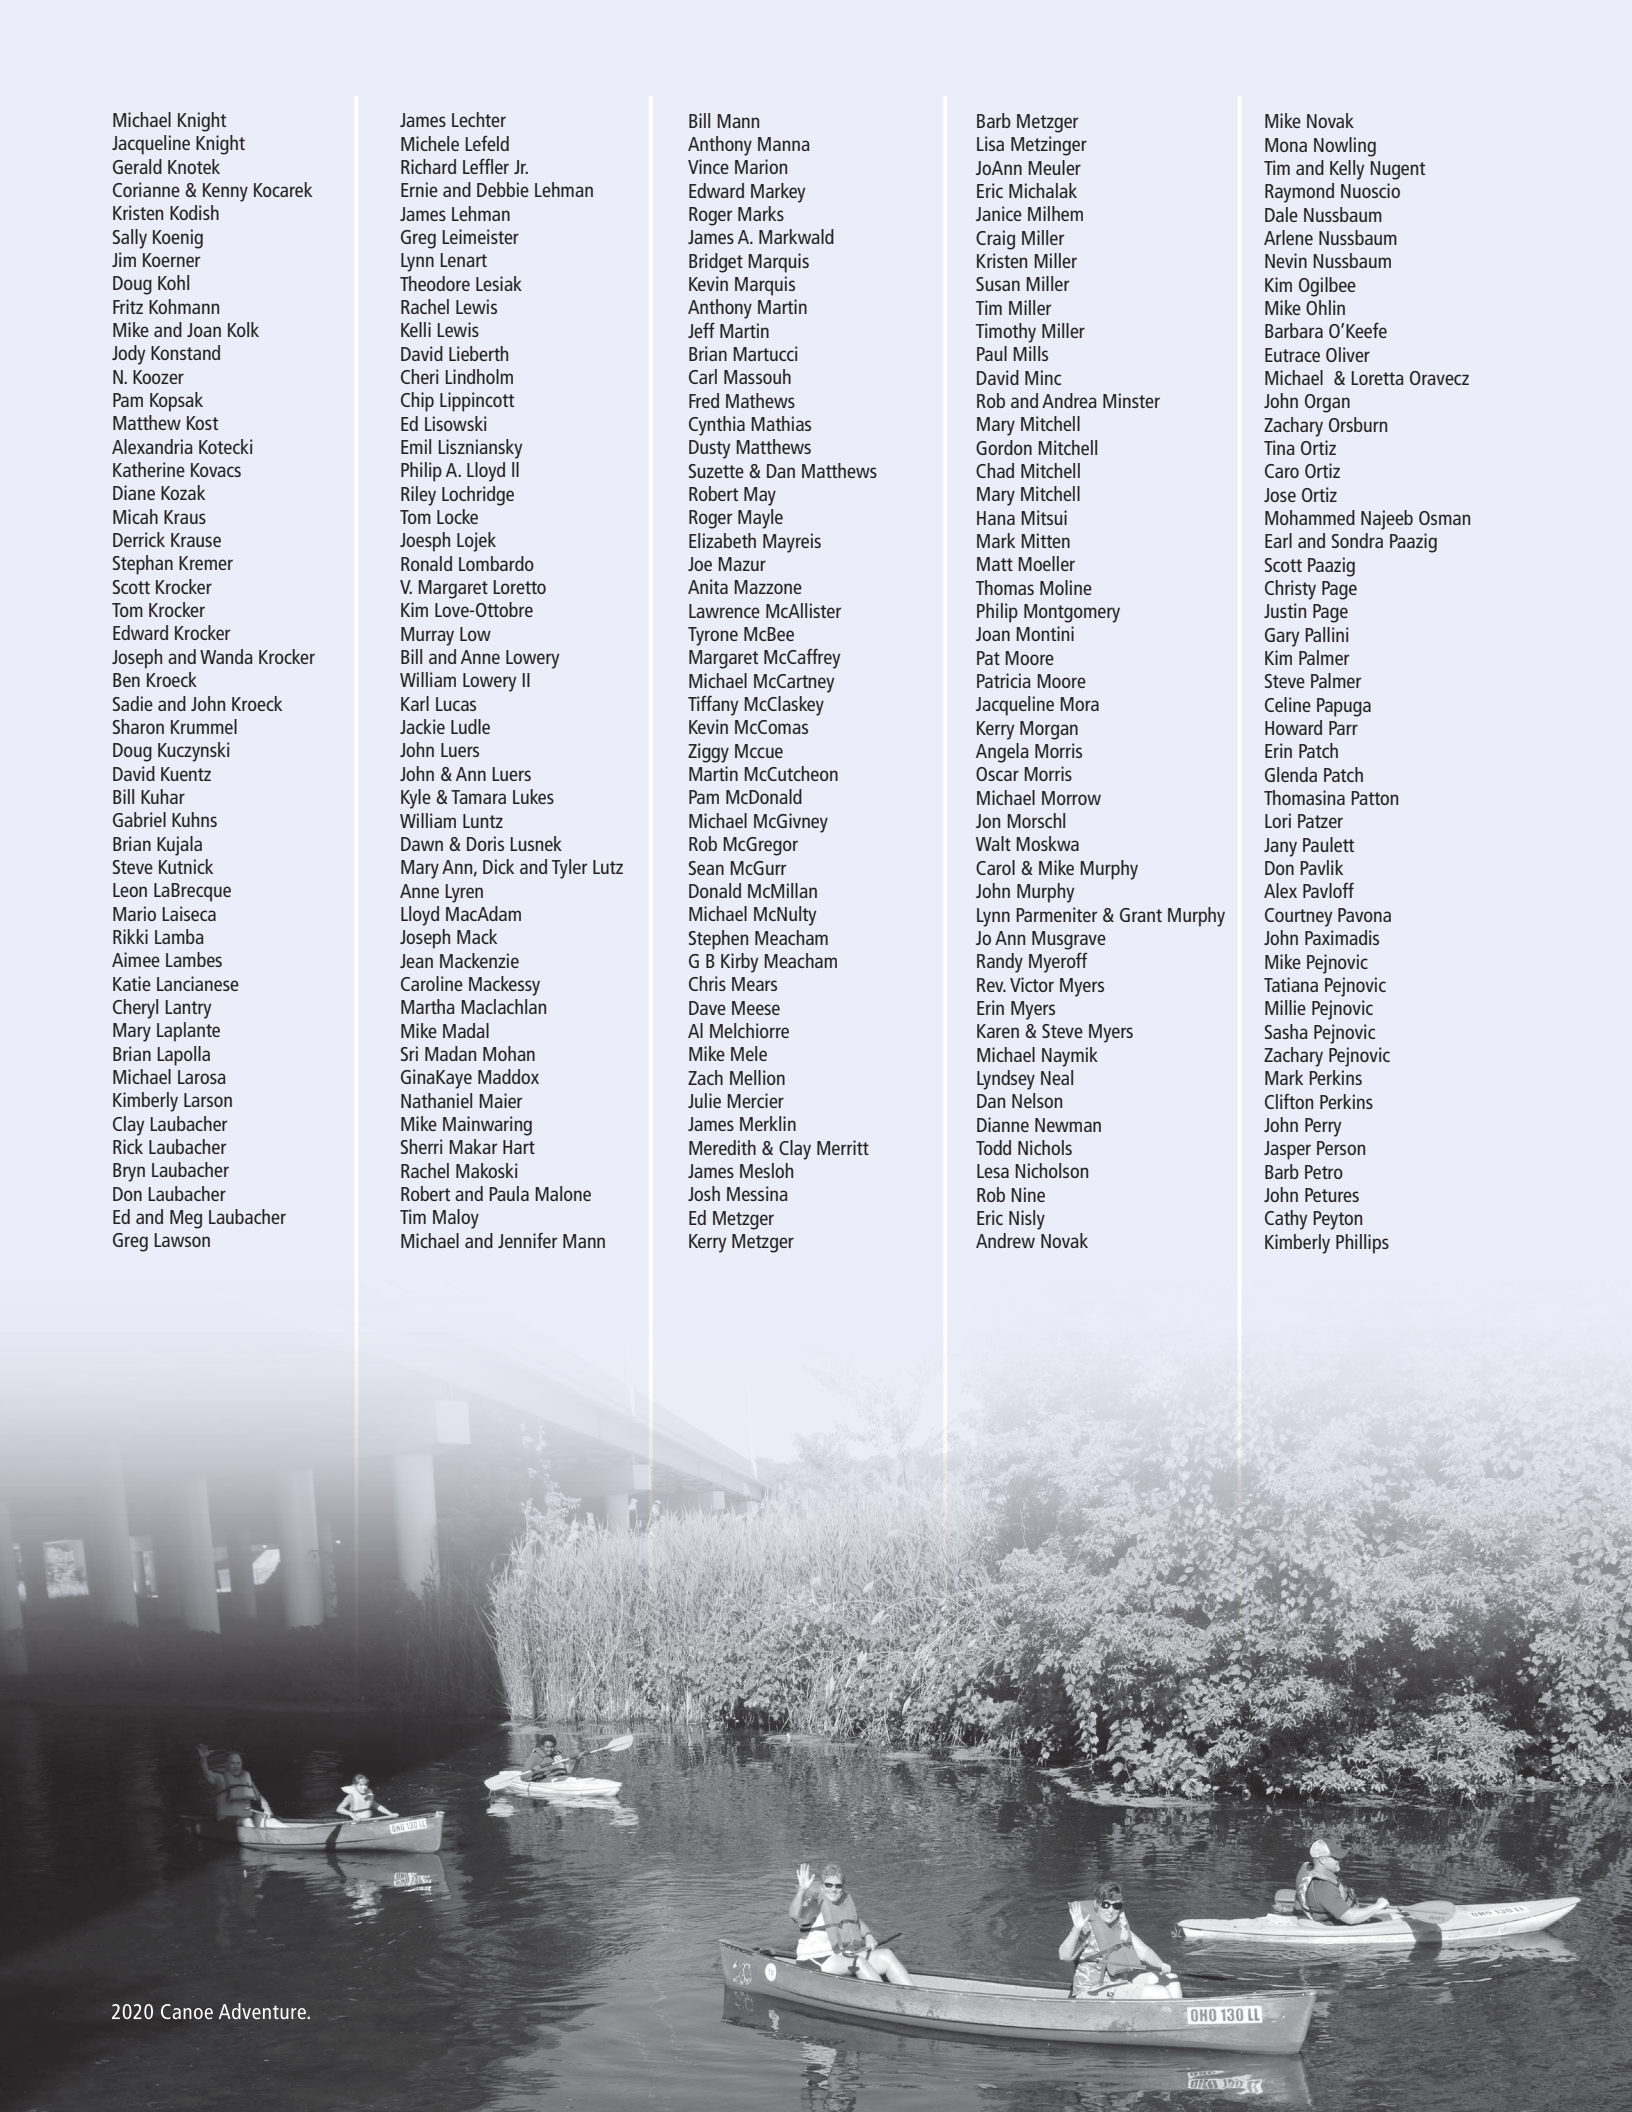 Michael Knight
Jacqueline Knight
Gerald Knotek
Corianne & Kenny Kocarek
Kristen Kodish
Sally Koenig
Jim Koerner
Doug Kohl
Fritz Kohmann
Mike and Joan Kolk
Jody Konstand
N. Koozer
Pam Kopsak
Matthew Kost
Alexandria Kotecki
Katherine Kovacs
Diane Kozak
Micah Kraus
Derrick Krause
Stephan Kremer
Scott Krocker
Tom Krocker
Edward Krocker
Joseph and Wanda Krocker
Ben Kroeck
Sadie and John Kroeck
Sharon Krummel
Doug Kuczynski
David Kuentz
Bill Kuhar
Gabriel Kuhns
Brian Kujala
Steve Kutnick
Leon LaBrecque
Mario Laiseca
Rikki Lamba
Aimee Lambes
Katie Lancianese
Cheryl Lantry
Mary Laplante
Brian Lapolla
Michael Larosa
Kimberly Larson
Clay Laubacher
Rick Laubacher
Bryn Laubacher
Don Laubacher
Ed and Meg Laubacher
Greg Lawson
James Lechter
Michele Lefeld
Richard Leffler Jr.
Ernie and Debbie Lehman
James Lehman
Greg Leimeister
Lynn Lenart
Theodore Lesiak
Rachel Lewis
Kelli Lewis
David Lieberth
Cheri Lindholm
Chip Lippincott
Ed Lisowski
Emil Liszniansky
Philip A. Lloyd ll
Riley Lochridge
Tom Locke
Joesph Lojek
Ronald Lombardo
V. Margaret Loretto
Kim Love-Ottobre
Murray Low
Bill and Anne Lowery
William Lowery II
Karl Lucas
Jackie Ludle
John Luers
John & Ann Luers
Kyle & Tamara Lukes
William Luntz
Dawn & Doris Lusnek
Mary Ann, Dick and Tyler Lutz
Anne Lyren
Lloyd MacAdam
Joseph Mack
Jean Mackenzie
Caroline Mackessy
Martha Maclachlan
Mike Madal
Sri Madan Mohan
GinaKaye Maddox
Nathaniel Maier
Mike Mainwaring
Sherri Makar Hart
Rachel Makoski
Robert and Paula Malone
Tim Maloy
Michael and Jennifer Mann
Bill Mann
Anthony Manna
Vince Marion
Edward Markey
Roger Marks
James A. Markwald
Bridget Marquis
Kevin Marquis
Anthony Martin
Jeff Martin
Brian Martucci
Carl Massouh
Fred Mathews
Cynthia Mathias
Dusty Matthews
Suzette & Dan Matthews
Robert May
Roger Mayle
Elizabeth Mayreis
Joe Mazur
Anita Mazzone
Lawrence McAllister
Tyrone McBee
Margaret McCaffrey
Michael McCartney
Tiffany McClaskey
Kevin McComas
Ziggy Mccue
Martin McCutcheon
Pam McDonald
Michael McGivney
Rob McGregor
Sean McGurr
Donald McMillan
Michael McNulty
Stephen Meacham
G B Kirby Meacham
Chris Mears
Dave Meese
Al Melchiorre
Mike Mele
Zach Mellion
Julie Mercier
James Merklin
Meredith & Clay Merritt
James Mesloh
Josh Messina
Ed Metzger
Kerry Metzger
Barb Metzger
Lisa Metzinger
JoAnn Meuler
Eric Michalak
Janice Milhem
Craig Miller
Kristen Miller
Susan Miller
Tim Miller
Timothy Miller
Paul Mills
David Minc
Rob and Andrea Minster
Mary Mitchell
Gordon Mitchell
Chad Mitchell
Mary Mitchell
Hana Mitsui
Mark Mitten
Matt Moeller
Thomas Moline
Philip Montgomery
Joan Montini
Pat Moore
Patricia Moore
Jacqueline Mora
Kerry Morgan
Angela Morris
Oscar Morris
Michael Morrow
Jon Morschl
Walt Moskwa
Carol & Mike Murphy
John Murphy
Lynn Parmeniter & Grant Murphy
Jo Ann Musgrave
Randy Myeroff
Rev. Victor Myers
Erin Myers
Karen & Steve Myers
Michael Naymik
Lyndsey Neal
Dan Nelson
Dianne Newman
Todd Nichols
Lesa Nicholson
Rob Nine
Eric Nisly
Andrew Novak
Mike Novak
Mona Nowling
Tim and Kelly Nugent
Raymond Nuoscio
Dale Nussbaum
Arlene Nussbaum
Nevin Nussbaum
Kim Ogilbee
Mike Ohlin
Barbara O'Keefe
Eutrace Oliver
Michael  & Loretta Oravecz
John Organ
Zachary Orsburn
Tina Ortiz
Caro Ortiz
Jose Ortiz
Mohammed Najeeb Osman
Earl and Sondra Paazig
Scott Paazig
Christy Page
Justin Page
Gary Pallini
Kim Palmer
Steve Palmer
Celine Papuga
Howard Parr
Erin Patch
Glenda Patch
Thomasina Patton
Lori Patzer
Jany Paulett
Don Pavlik
Alex Pavloff
Courtney Pavona
John Paximadis
Mike Pejnovic
Tatiana Pejnovic
Millie Pejnovic
Sasha Pejnovic
Zachary Pejnovic
Mark Perkins
Clifton Perkins
John Perry
Jasper Person
Barb Petro
John Petures
Cathy Peyton
Kimberly Phillips
OHO 130 LL
OHO 130 LL
20
OHO 130 LL
2020 Canoe Adventure.